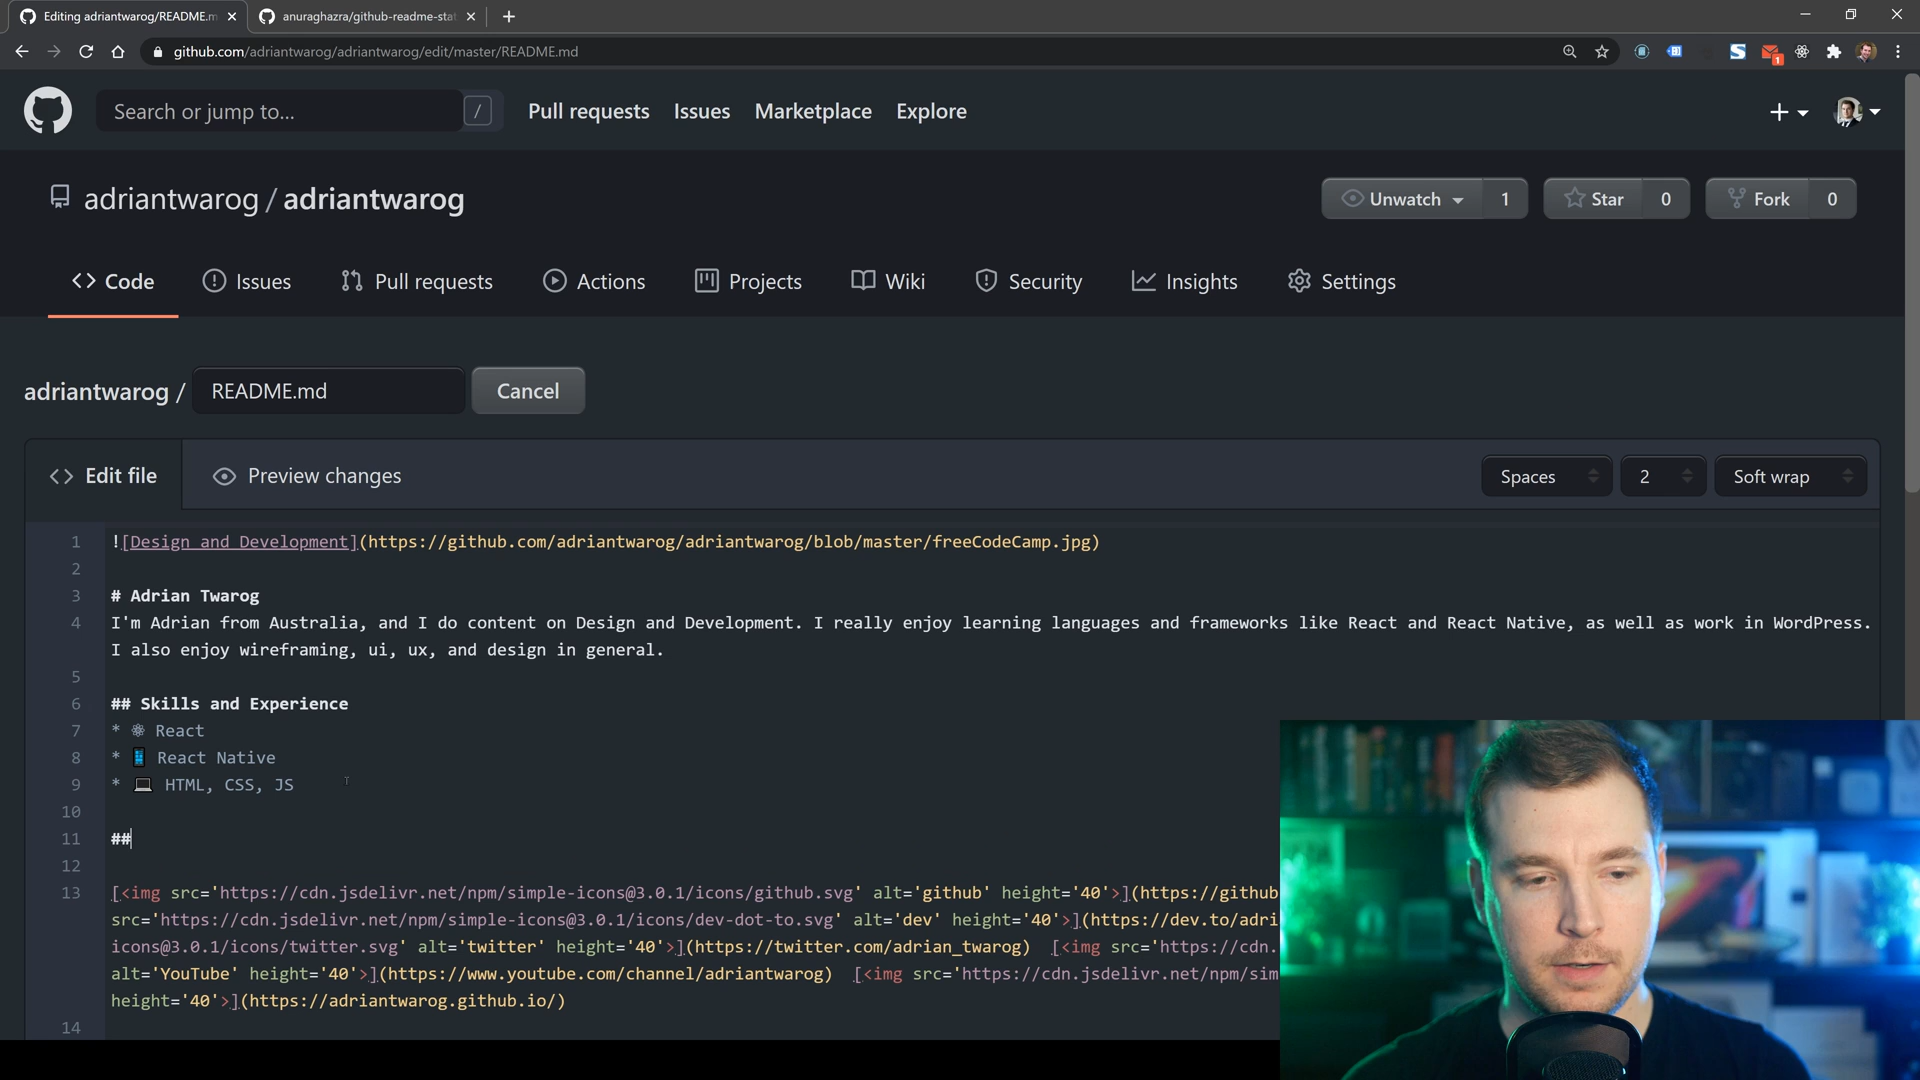 Editing adriantwarog/README.m
anuraghazra/github-readme-stat
github.com/adriantwarog/adriantwarog/edit/master/README.md
1
Search or jump to...
/
Pull requests
Issues
Marketplace
Explore
adriantwarog / adriantwarog
Unwatch
1
Star
0
Fork
0
Code
Issues
Pull requests
Actions
Projects
Wiki
Security
Insights
Settings
adriantwarog /
README.md
Cancel
Edit file
Preview changes
Spaces
2
Soft wrap
1 ![Design and Development](https://github.com/adriantwarog/adriantwarog/blob/master/freeCodeCamp.jpg)
2
3 # Adrian Twarog
4 I'm Adrian from Australia, and I do content on Design and Development. I really enjoy learning languages and frameworks like React and React Native, as well as work in WordPress.
I also enjoy wireframing, ui, ux, and design in general.
5
6 ## Skills and Experience
7 * ⚛ React
8 * 📱 React Native
9 * 💻 HTML, CSS, JS
10
11 ##
12
13 [<img src='https://cdn.jsdelivr.net/npm/simple-icons@3.0.1/icons/github.svg' alt='github' height='40'>](https://github
src='https://cdn.jsdelivr.net/npm/simple-icons@3.0.1/icons/dev-dot-to.svg' alt='dev' height='40'>](https://dev.to/adri
icons@3.0.1/icons/twitter.svg' alt='twitter' height='40'>](https://twitter.com/adrian_twarog)  [<img src='https://cdn.
alt='YouTube' height='40'>](https://www.youtube.com/channel/adriantwarog)  [<img src='https://cdn.jsdelivr.net/npm/sim
height='40'>](https://adriantwarog.github.io/)
14